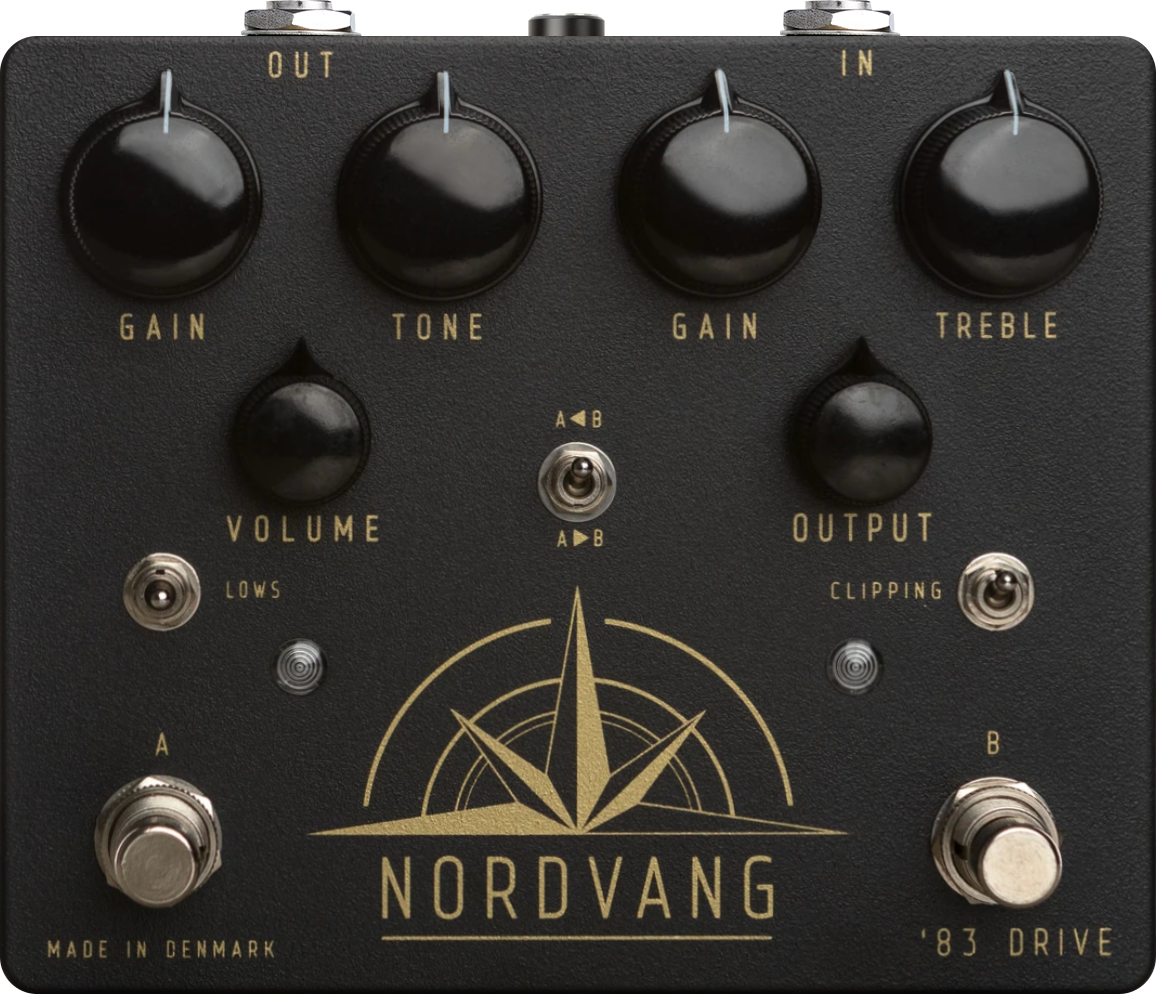 OUT IN
GAIN TONE GAIN TREBLE
A◀B
VOLUME A▶B OUTPUT
LOWS CLIPPING
A B
NORDVANG
MADE IN DENMARK '83 DRIVE